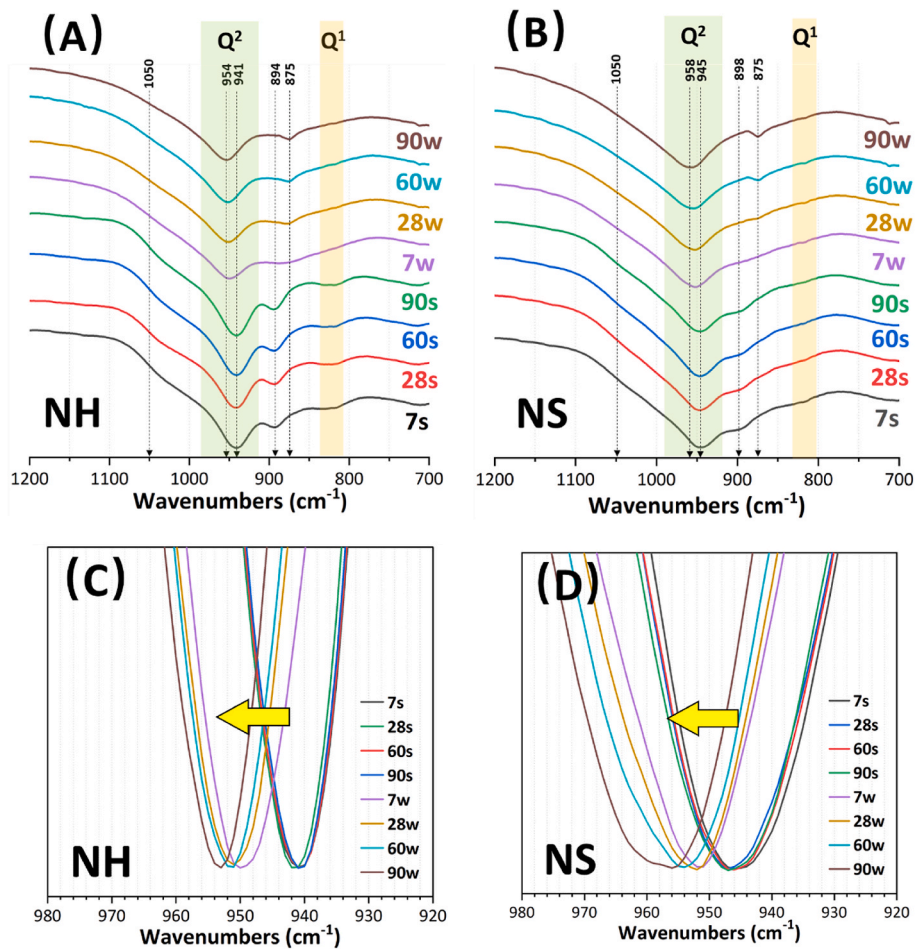 (A)
Q²
Q¹
1050
954
941
894
875
90w
60w
28w
7w
90s
60s
28s
7s
NH
1200 1100 1000 900 800 700
Wavenumbers (cm⁻¹)
(B)
Q²
Q¹
1050
958
945
898
875
90w
60w
28w
7w
90s
60s
28s
7s
NS
1200 1100 1000 900 800 700
Wavenumbers (cm⁻¹)
(C)
7s
28s
60s
90s
7w
28w
60w
90w
NH
980 970 960 950 940 930 920
Wavenumbers (cm⁻¹)
(D)
7s
28s
60s
90s
7w
28w
60w
90w
NS
980 970 960 950 940 930 920
Wavenumbers (cm⁻¹)